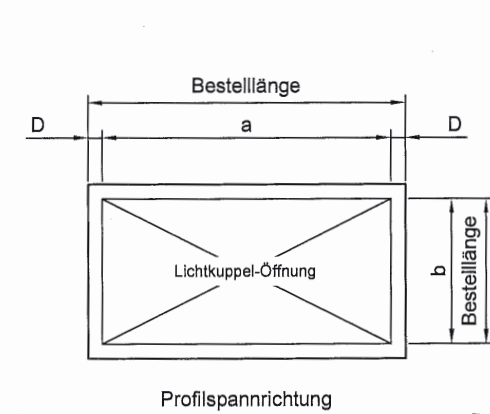 Bestelllänge
D a D
Lichtkuppel-Öffnung
b
Bestelllänge
Profilspannrichtung